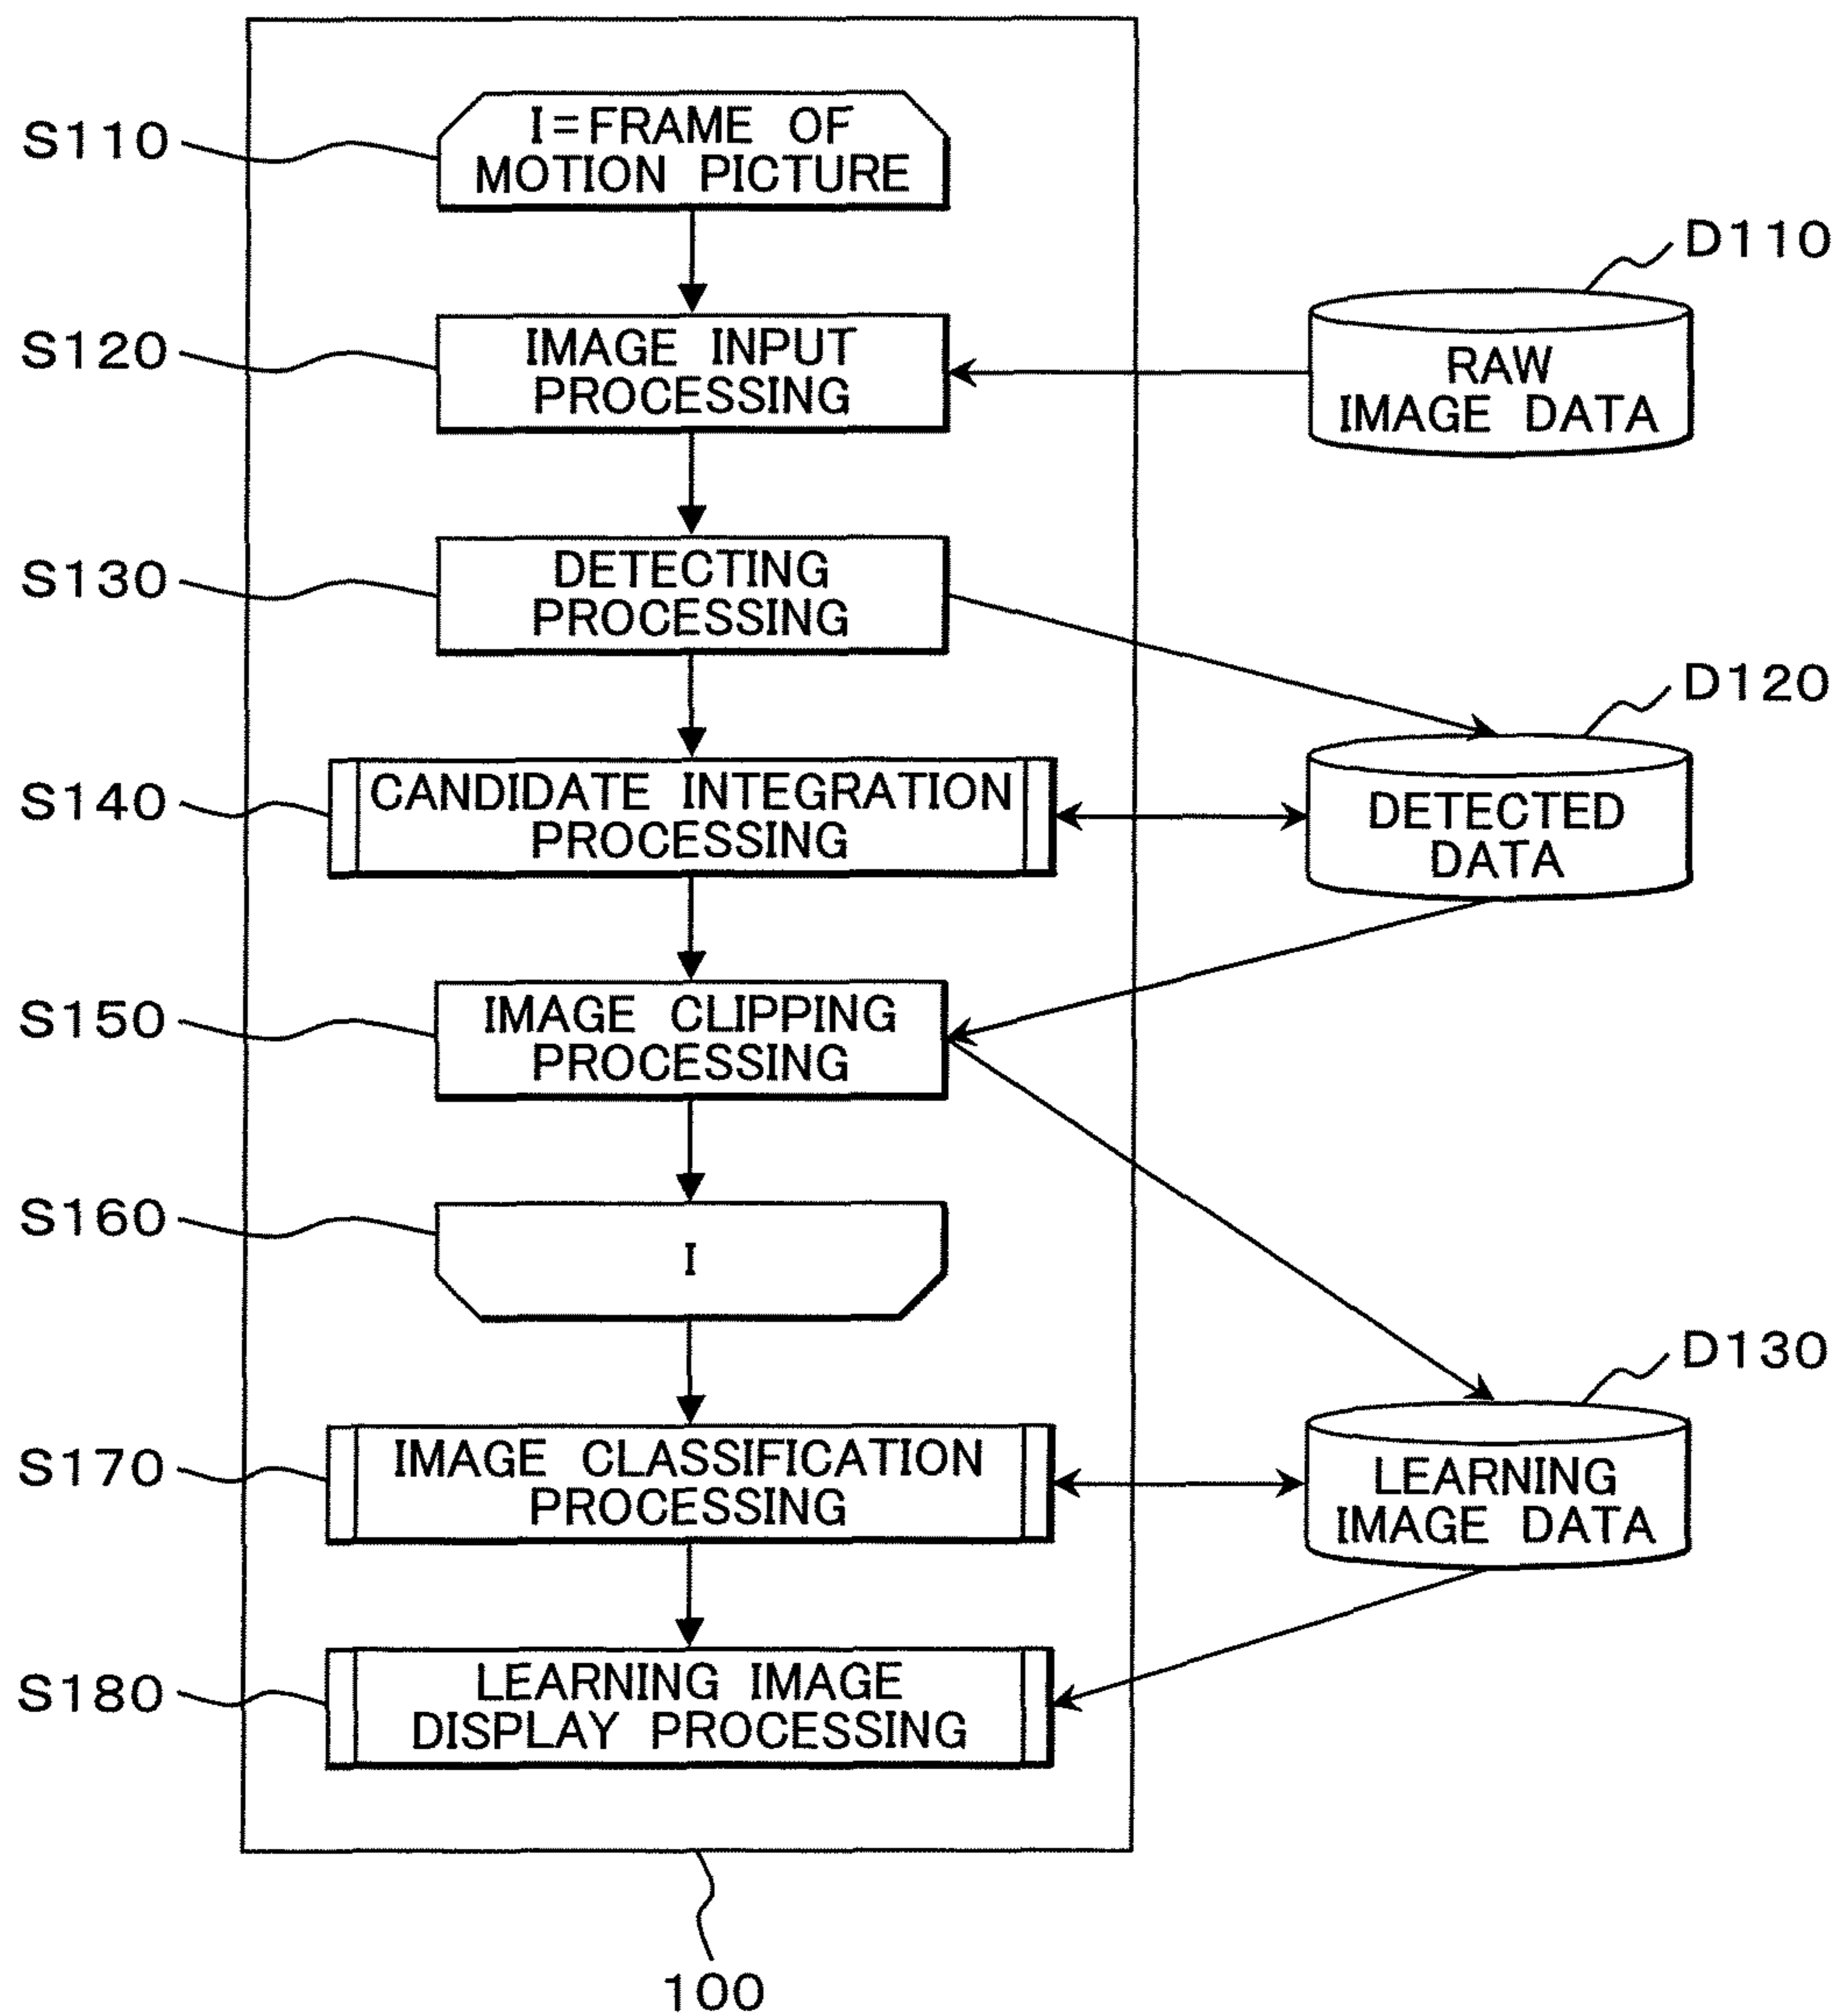 S110
I=FRAME OF
MOTION PICTURE
D110
S120
IMAGE INPUT
PROCESSING
RAW
IMAGE DATA
S130
DETECTING
PROCESSING
D120
S140
CANDIDATE INTEGRATION
PROCESSING
DETECTED
DATA
S150
IMAGE CLIPPING
PROCESSING
S160
I
D130
S170
IMAGE CLASSIFICATION
PROCESSING
LEARNING
IMAGE DATA
S180
LEARNING IMAGE
DISPLAY PROCESSING
100